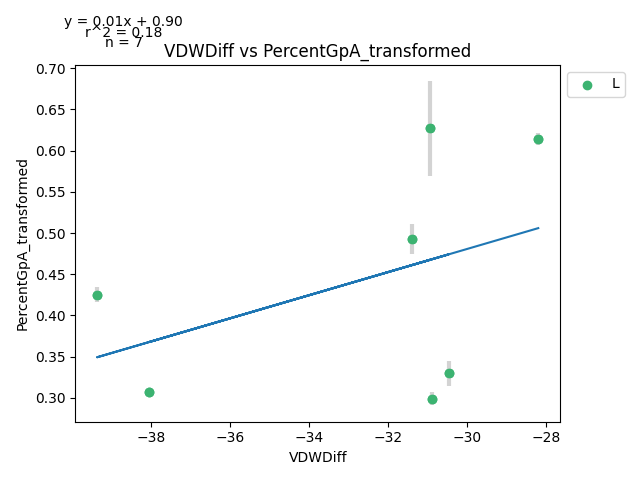 y = 0.01x + 0.90
r^2 = 0.18
n = 7
VDWDiff vs PercentGpA_transformed
L
PercentGpA_transformed
0.70
0.65
0.60
0.55
0.50
0.45
0.40
0.35
0.30
−38
−36
−34
−32
−30
−28
VDWDiff